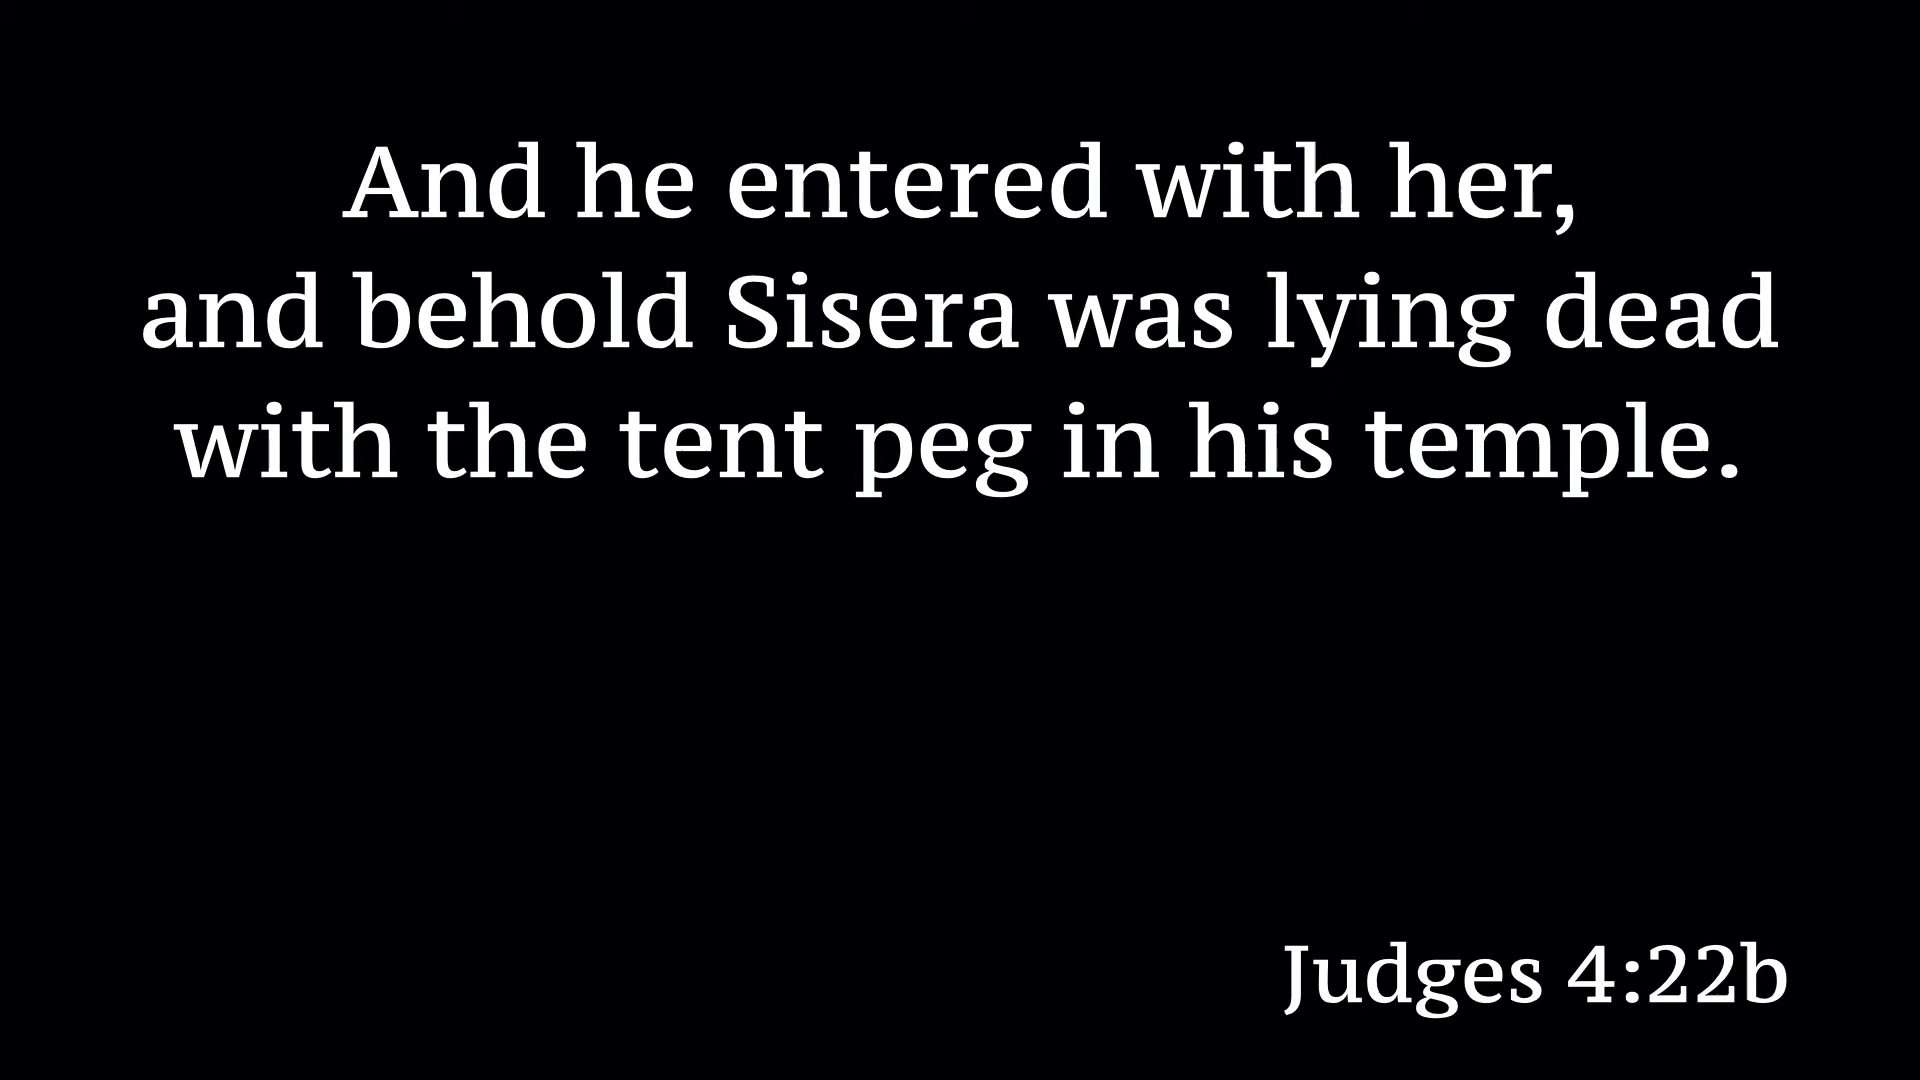 And he entered with her,
and behold Sisera was lying dead
with the tent peg in his temple.
Judges 4:22b